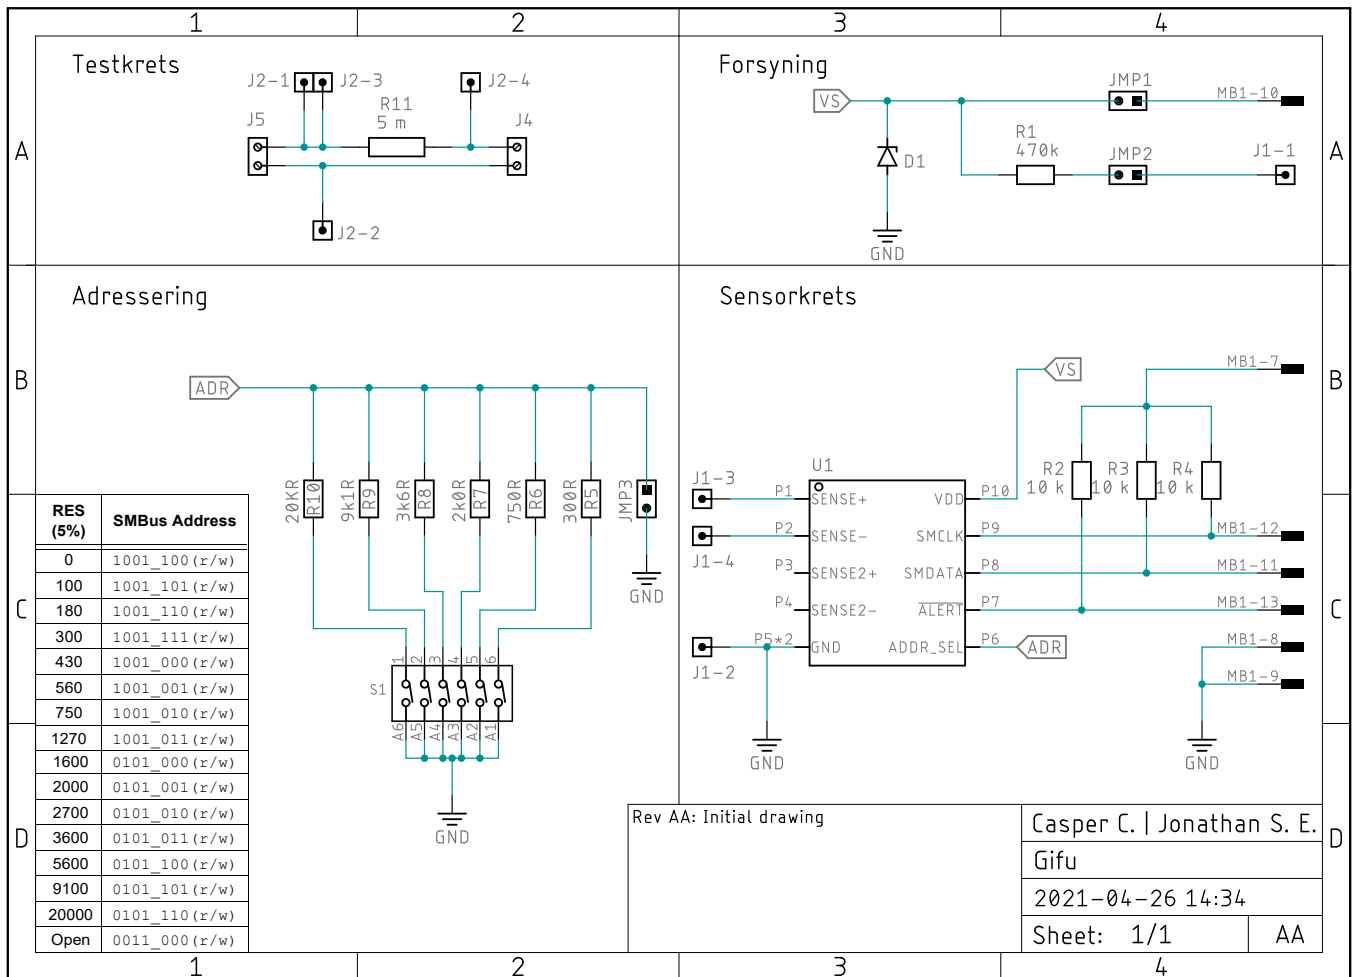 1 2 3 4
A
B
C
D
Testkrets
J2-1
J2-3
J2-4
R11
5 m
J5
J4
J2-2
Forsyning
VS
JMP1
MB1-10
R1
470k
JMP2
J1-1
D1
GND
A
B
C
D
Adressering
ADR
20KR
R10
9k1R
R9
3k6R
R8
2k0R
R7
750R
R6
300R
R5
JMP3
GND
1 2 3 4 5 6
S1
A6 A5 A4 A3 A2 A1
GND
RES (5%) SMBus Address
0 1001_100(r/w)
100 1001_101(r/w)
180 1001_110(r/w)
300 1001_111(r/w)
430 1001_000(r/w)
560 1001_001(r/w)
750 1001_010(r/w)
1270 1001_011(r/w)
1600 0101_000(r/w)
2000 0101_001(r/w)
2700 0101_010(r/w)
3600 0101_011(r/w)
5600 0101_100(r/w)
9100 0101_101(r/w)
20000 0101_110(r/w)
Open 0011_000(r/w)
Sensorkrets
VS
MB1-7
U1
R2
10 k
R3
10 k
R4
10 k
J1-3
P1 SENSE+ VDD P10
P2 SENSE- SMCLK P9 MB1-12
J1-4
P3 SENSE2+ SMDATA P8 MB1-11
P4 SENSE2- ALERT P7 MB1-13
P5*2 GND ADDR_SEL P6 ADR MB1-8
J1-2
MB1-9
GND
GND
Rev AA: Initial drawing
Casper C. | Jonathan S. E.
Gifu
2021-04-26 14:34
Sheet: 1/1 AA
1 2 3 4